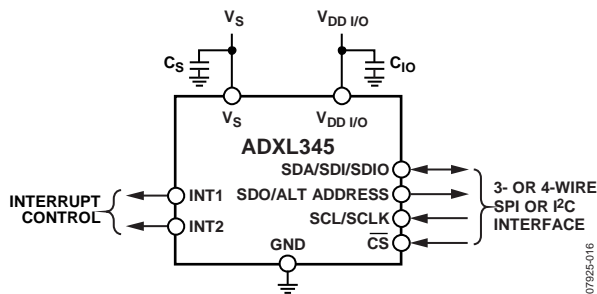 VS
VDD I/O
CS
CIO
VS
VDD I/O
ADXL345
SDA/SDI/SDIO
INT1
SDO/ALT ADDRESS
INTERRUPT
CONTROL
3- OR 4-WIRE
SPI OR I2C
INTERFACE
SCL/SCLK
INT2
GND
CS
07925-016